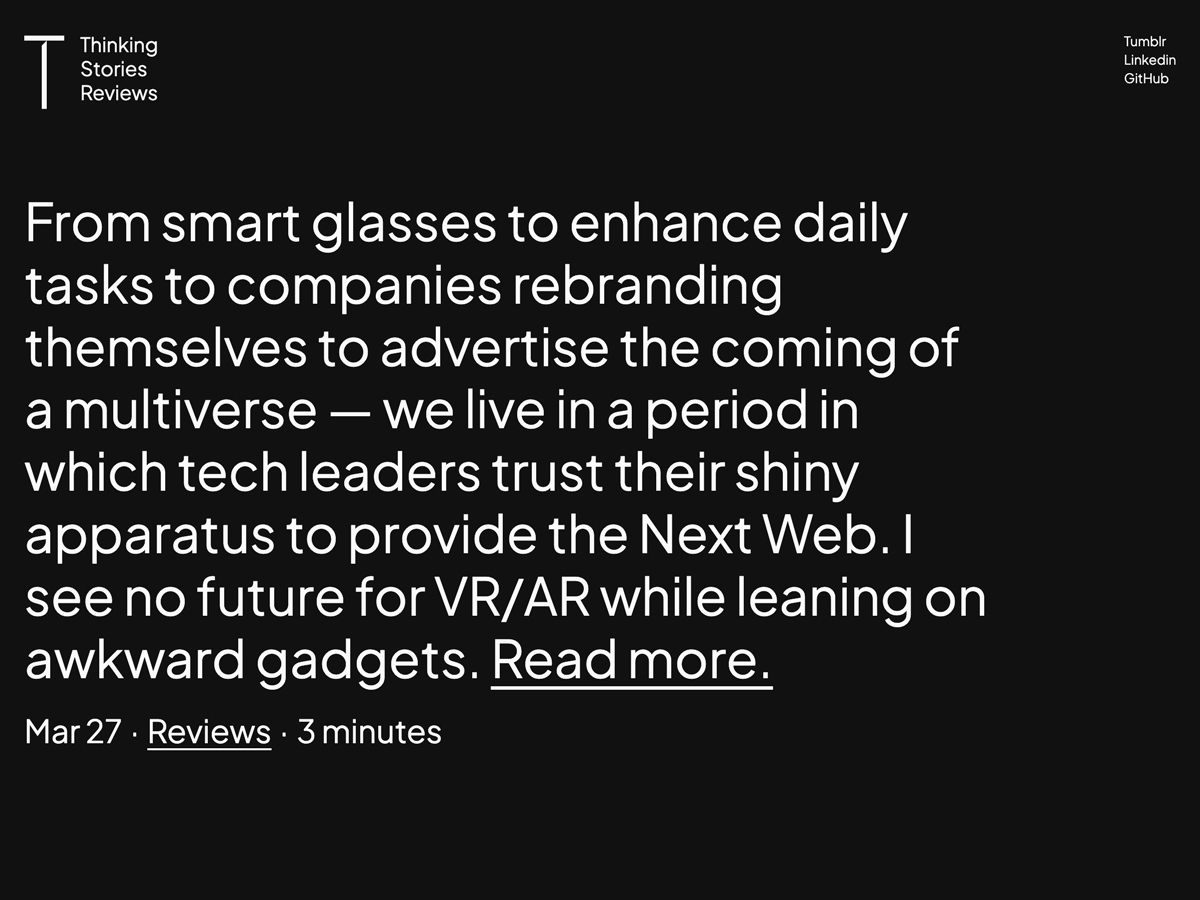 T
Thinking
Stories
Reviews
Tumblr
Linkedin
GitHub
From smart glasses to enhance daily
tasks to companies rebranding
themselves to advertise the coming of
a multiverse — we live in a period in
which tech leaders trust their shiny
apparatus to provide the Next Web. I
see no future for VR/AR while leaning on
awkward gadgets. Read more.
Mar 27 · Reviews · 3 minutes